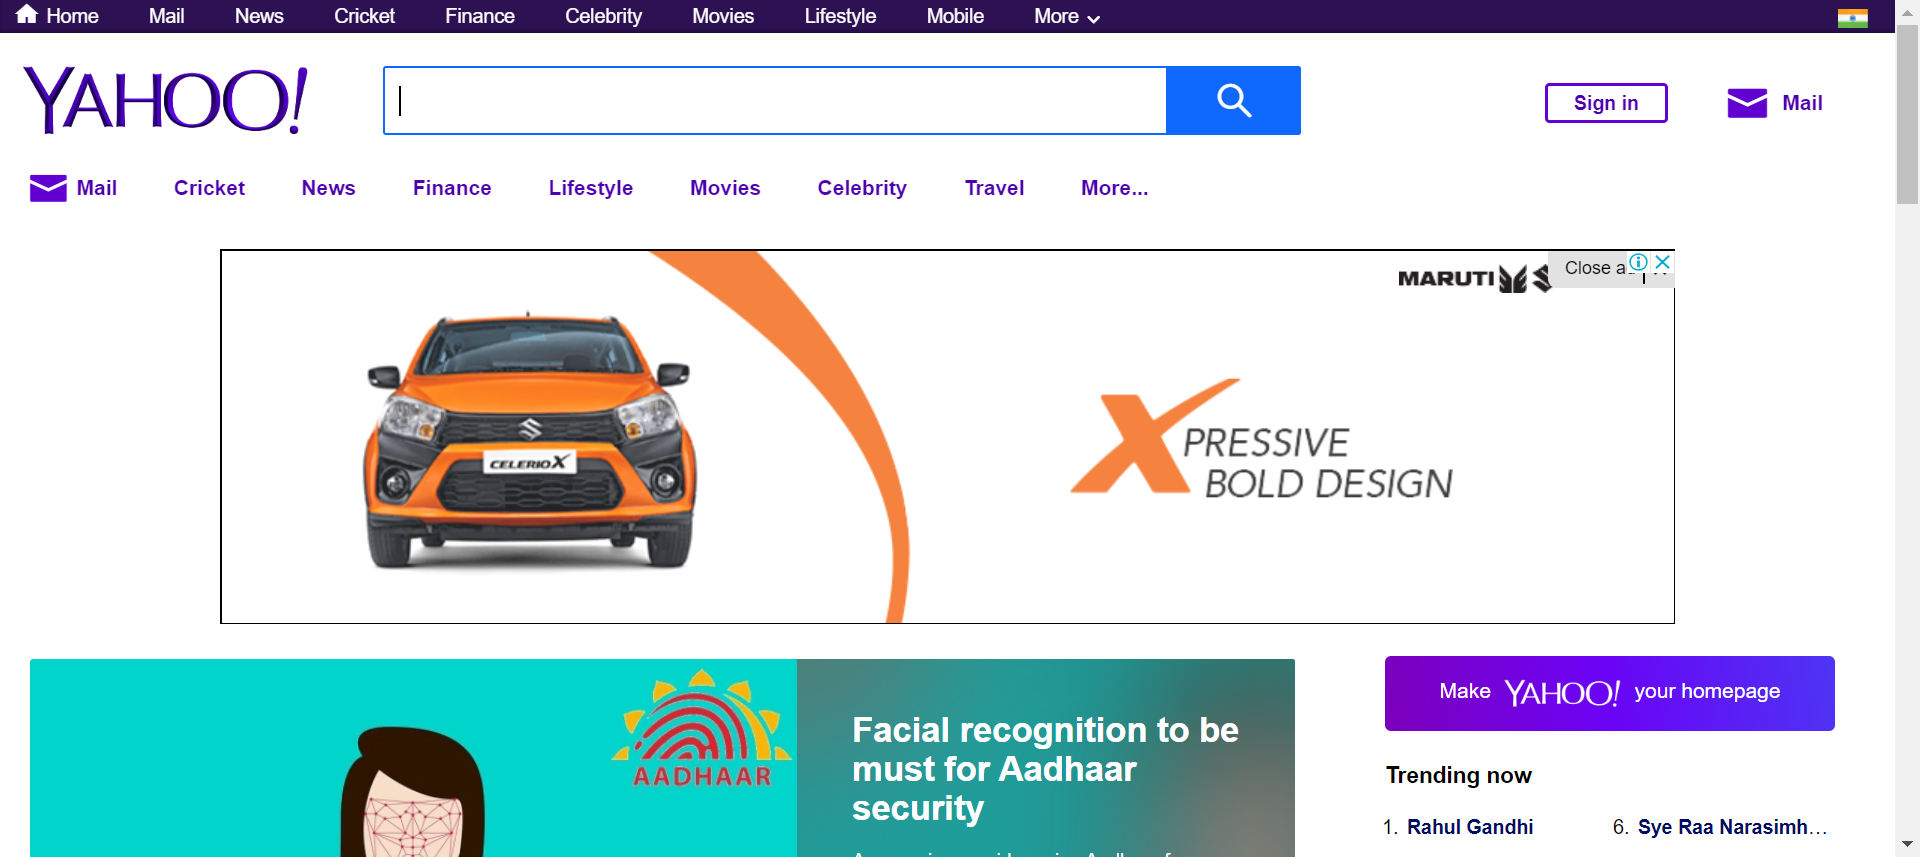 Home Mail News Cricket Finance Celebrity Movies Lifestyle Mobile More
YAHOO!
Sign in
Mail
Mail Cricket News Finance Lifestyle Movies Celebrity Travel More...
MARUTI
Close
CELERIO X
XPRESSIVE
BOLD DESIGN
AADHAAR
Facial recognition to be
must for Aadhaar
security
Make YAHOO! your homepage
Trending now
1. Rahul Gandhi
6. Sye Raa Narasimh...